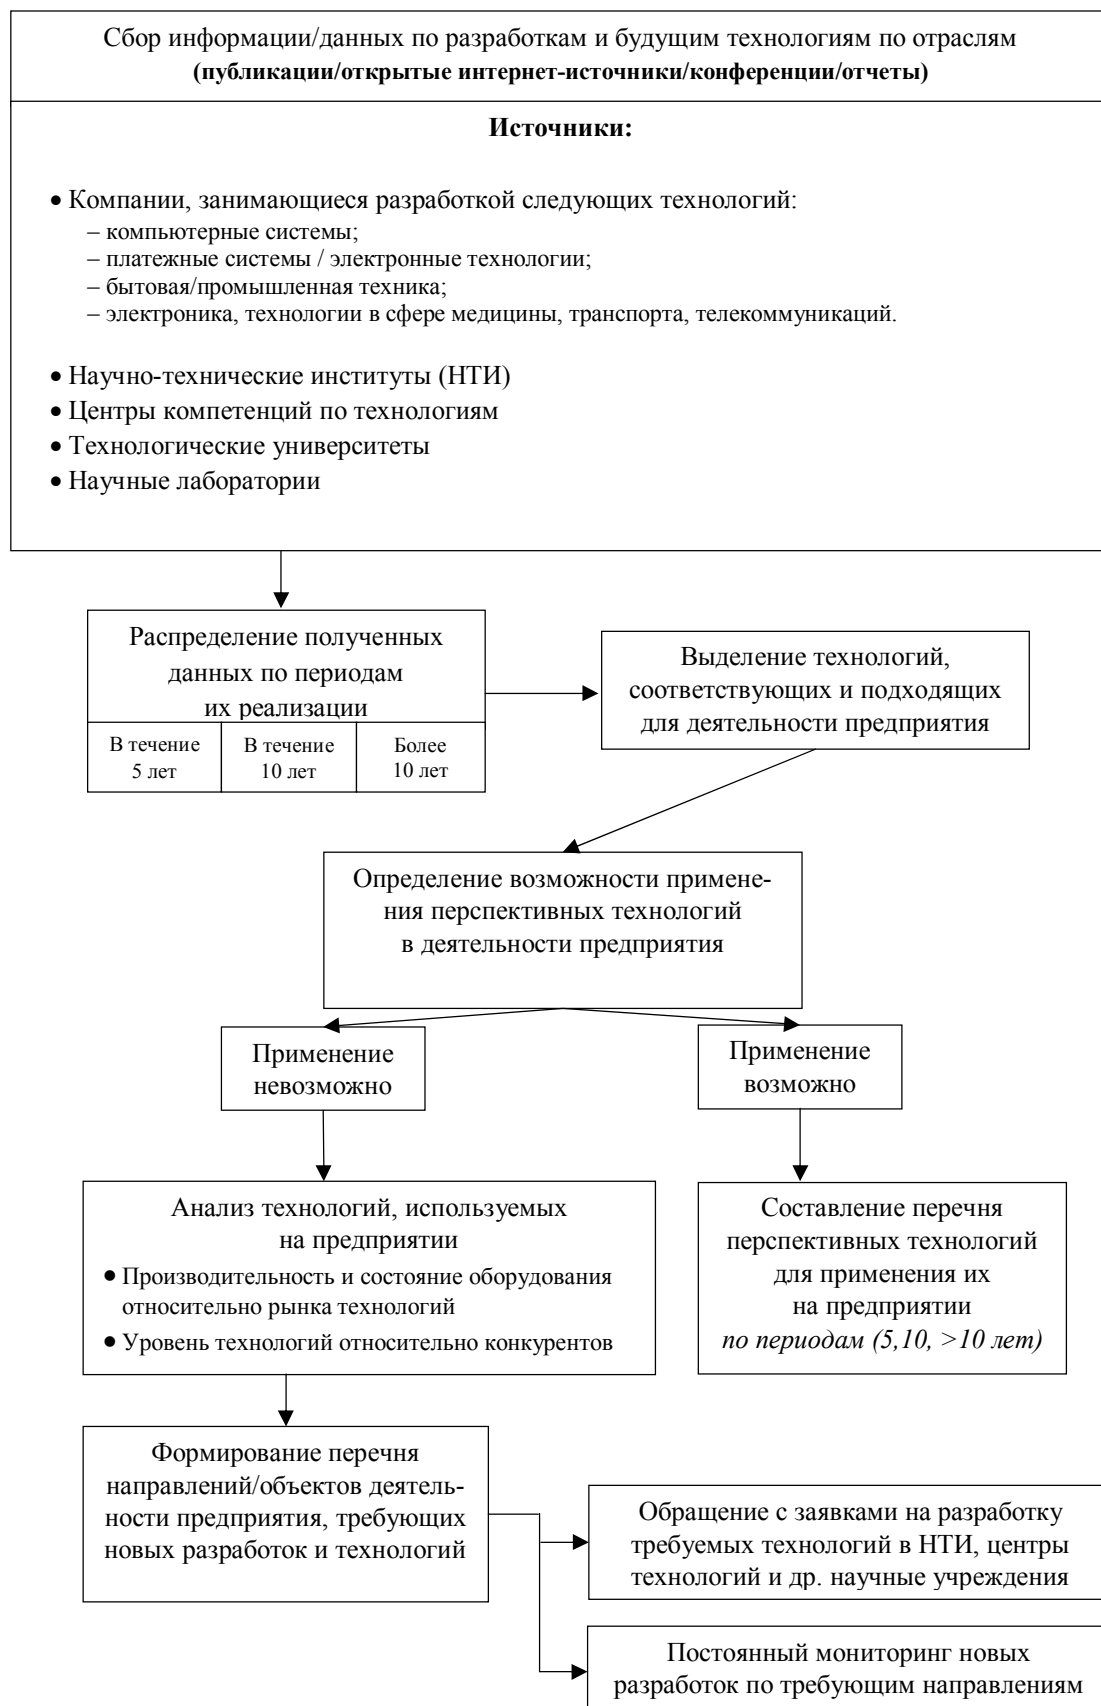 Сбор информации/данных по разработкам и будущим технологиям по отраслям
(публикации/открытые интернет-источники/конференции/отчеты)
Источники:
• Компании, занимающиеся разработкой следующих технологий:
– компьютерные системы;
– платежные системы / электронные технологии;
– бытовая/промышленная техника;
– электроника, технологии в сфере медицины, транспорта, телекоммуникаций.
• Научно-технические институты (НТИ)
• Центры компетенций по технологиям
• Технологические университеты
• Научные лаборатории
Распределение полученных
данных по периодам
их реализации
В течение
5 лет
В течение
10 лет
Более
10 лет
Выделение технологий,
соответствующих и подходящих
для деятельности предприятия
Определение возможности примене-
ния перспективных технологий
в деятельности предприятия
Применение
невозможно
Применение
возможно
Анализ технологий, используемых
на предприятии
• Производительность и состояние оборудования
относительно рынка технологий
• Уровень технологий относительно конкурентов
Составление перечня
перспективных технологий
для применения их
на предприятии
по периодам (5,10, >10 лет)
Формирование перечня
направлений/объектов деятель-
ности предприятия, требующих
новых разработок и технологий
Обращение с заявками на разработку
требуемых технологий в НТИ, центры
технологий и др. научные учреждения
Постоянный мониторинг новых
разработок по требующим направлениям